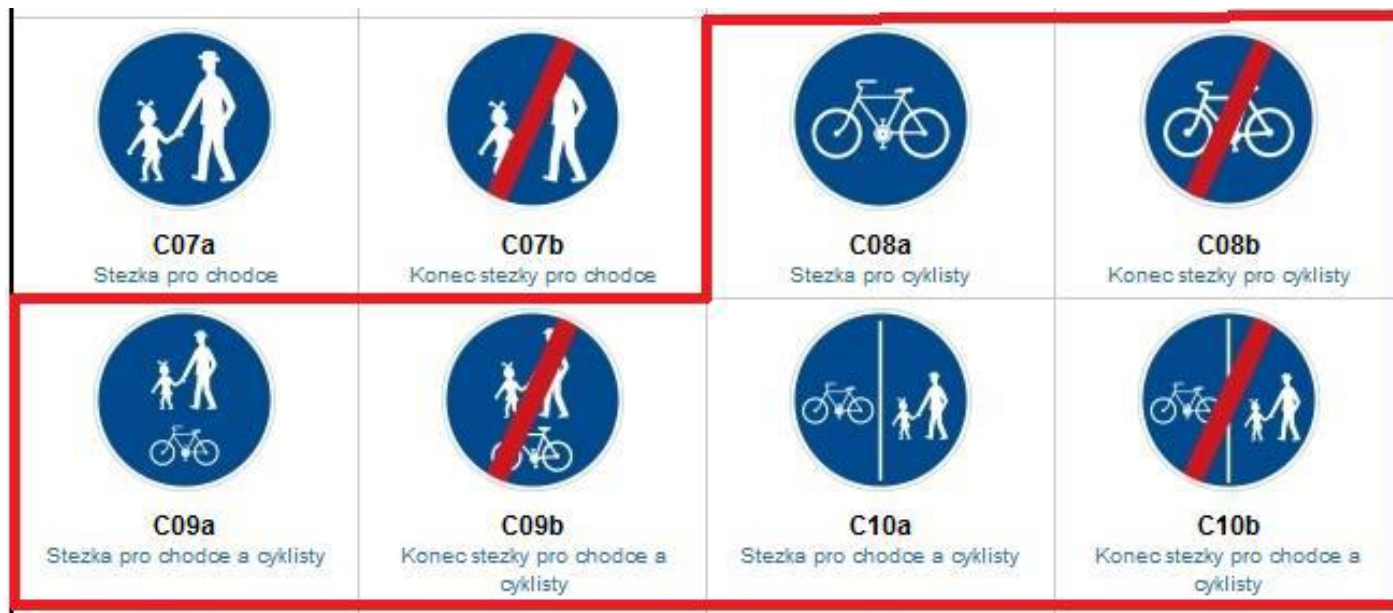 C07a
Stezka pro chodce
C07b
Konec stezky pro chodce
C08a
Stezka pro cyklisty
C08b
Konec stezky pro cyklisty
C09a
Stezka pro chodce a cyklisty
C09b
Konec stezky pro chodce a
cyklisty
C10a
Stezka pro chodce a cyklisty
C10b
Konec stezky pro chodce a
cyklisty